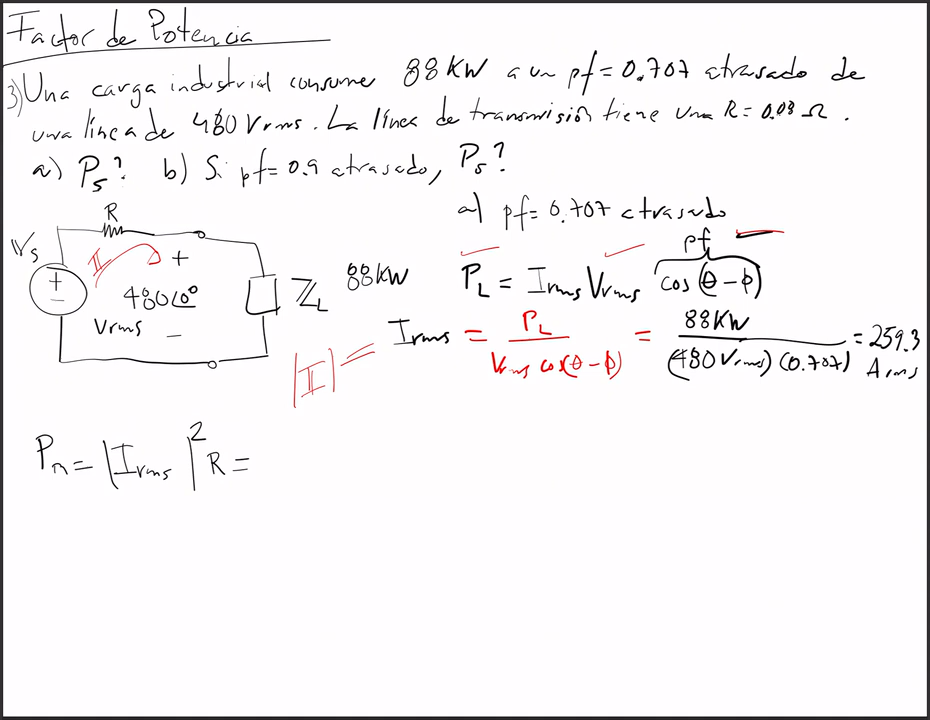 Factor de Potencia
3) Una carga industrial consume 88 KW a un pf = 0.707 atrasado de
una línea de 480 Vrms. La línea de transmisión tiene una R = 0.08 Ω.
a) Ps? b) Si pf = 0.9 atrasado, Ps?
a) pf = 0.707 atrasado
R
Vs
I
+
+
−
480∠0°
Vrms
−
ZL
88KW
pf
PL = Irms Vrms cos(θ − ϕ)
|I| = Irms = PL / Vrms cos(θ − ϕ) = 88KW / (480 Vrms)(0.707) = 259.3 Arms
Pn = |Irms|² R =